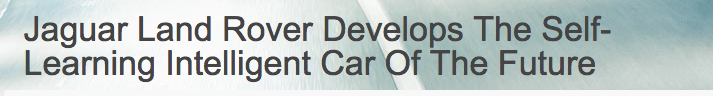 Jaguar Land Rover Develops The Self-
Learning Intelligent Car Of The Future